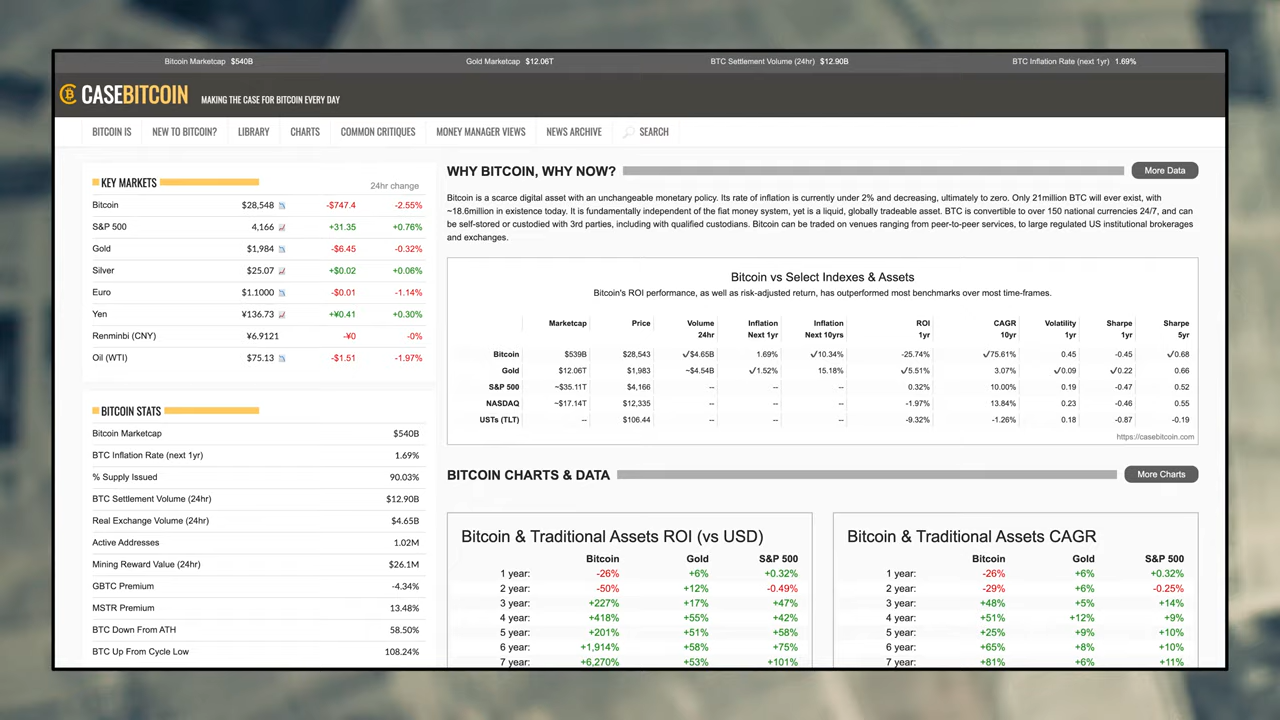 Bitcoin Marketcap $540B Gold Marketcap $12.06T BTC Settlement Volume (24hr) $12.90B BTC Inflation Rate (next 1yr) 1.69%
CASEBITCOIN MAKING THE CASE FOR BITCOIN EVERY DAY
BITCOIN IS NEW TO BITCOIN? LIBRARY CHARTS COMMON CRITIQUES MONEY MANAGER VIEWS NEWS ARCHIVE SEARCH
KEY MARKETS 24hr change
Bitcoin $28,548 -$747.4 -2.55%
S&P 500 4,166 +31.35 +0.76%
Gold $1,984 -$6.45 -0.32%
Silver $25.07 +$0.02 +0.06%
Euro $1.1000 -$0.01 -1.14%
Yen ¥136.73 +¥0.41 +0.30%
Renminbi (CNY) ¥6.9121 -¥0 -0%
Oil (WTI) $75.13 -$1.51 -1.97%
BITCOIN STATS
Bitcoin Marketcap $540B
BTC Inflation Rate (next 1yr) 1.69%
% Supply Issued 90.03%
BTC Settlement Volume (24hr) $12.90B
Real Exchange Volume (24hr) $4.65B
Active Addresses 1.02M
Mining Reward Value (24hr) $26.1M
GBTC Premium -4.34%
MSTR Premium 13.48%
BTC Down From ATH 58.50%
BTC Up From Cycle Low 108.24%
WHY BITCOIN, WHY NOW? More Data
Bitcoin is a scarce digital asset with an unchangeable monetary policy. Its rate of inflation is currently under 2% and decreasing, ultimately to zero. Only 21million BTC will ever exist, with
~18.6million in existence today. It is fundamentally independent of the fiat money system, yet is a liquid, globally tradeable asset. BTC is convertible to over 150 national currencies 24/7, and can
be self-stored or custodied with 3rd parties, including with qualified custodians. Bitcoin can be traded on venues ranging from peer-to-peer services, to large regulated US institutional brokerages
and exchanges.
Bitcoin vs Select Indexes & Assets
Bitcoin's ROI performance, as well as risk-adjusted return, has outperformed most benchmarks over most time-frames.
Marketcap Price Volume Inflation Inflation ROI CAGR Volatility Sharpe Sharpe
24hr Next 1yr Next 10yrs 1yr 10yr 1yr 1yr 5yr
Bitcoin $539B $28,543 ✓$4.65B 1.69% ✓10.34% -25.74% ✓75.61% 0.45 -0.45 ✓0.68
Gold $12.06T $1,983 ~$4.54B ✓1.52% 15.18% ✓5.51% 3.07% ✓0.09 ✓0.22 0.66
S&P 500 ~$35.11T $4,166 -- -- -- 0.32% 10.00% 0.19 -0.47 0.52
NASDAQ ~$17.14T $12,335 -- -- -- -1.97% 13.84% 0.23 -0.46 0.55
USTs (TLT) -- $106.44 -- -- -- -9.32% -1.26% 0.18 -0.87 -0.19
https://casebitcoin.com
BITCOIN CHARTS & DATA More Charts
Bitcoin & Traditional Assets ROI (vs USD)
Bitcoin Gold S&P 500
1 year: -26% +6% +0.32%
2 year: -50% +12% -0.49%
3 year: +227% +17% +47%
4 year: +418% +55% +42%
5 year: +201% +51% +58%
6 year: +1,914% +58% +75%
7 year: +6,270% +53% +101%
Bitcoin & Traditional Assets CAGR
Bitcoin Gold S&P 500
1 year: -26% +6% +0.32%
2 year: -29% +6% -0.25%
3 year: +48% +5% +14%
4 year: +51% +12% +9%
5 year: +25% +9% +10%
6 year: +65% +8% +10%
7 year: +81% +6% +11%